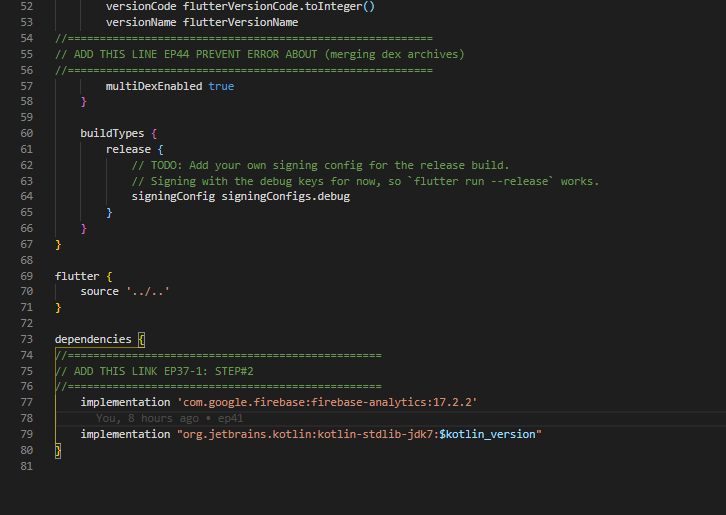 52 versionCode flutterVersionCode.toInteger()
53 versionName flutterVersionName
54 //=========================================================
55 // ADD THIS LINE EP44 PREVENT ERROR ABOUT (merging dex archives)
56 //=========================================================
57 multiDexEnabled true
58 }
59
60 buildTypes {
61 release {
62 // TODO: Add your own signing config for the release build.
63 // Signing with the debug keys for now, so `flutter run --release` works.
64 signingConfig signingConfigs.debug
65 }
66 }
67 }
68
69 flutter {
70 source '../..'
71 }
72
73 dependencies {
74 //=================================================
75 // ADD THIS LINK EP37-1: STEP#2
76 //=================================================
77 implementation 'com.google.firebase:firebase-analytics:17.2.2'
78 You, 8 hours ago • ep41
79 implementation "org.jetbrains.kotlin:kotlin-stdlib-jdk7:$kotlin_version"
80 }
81